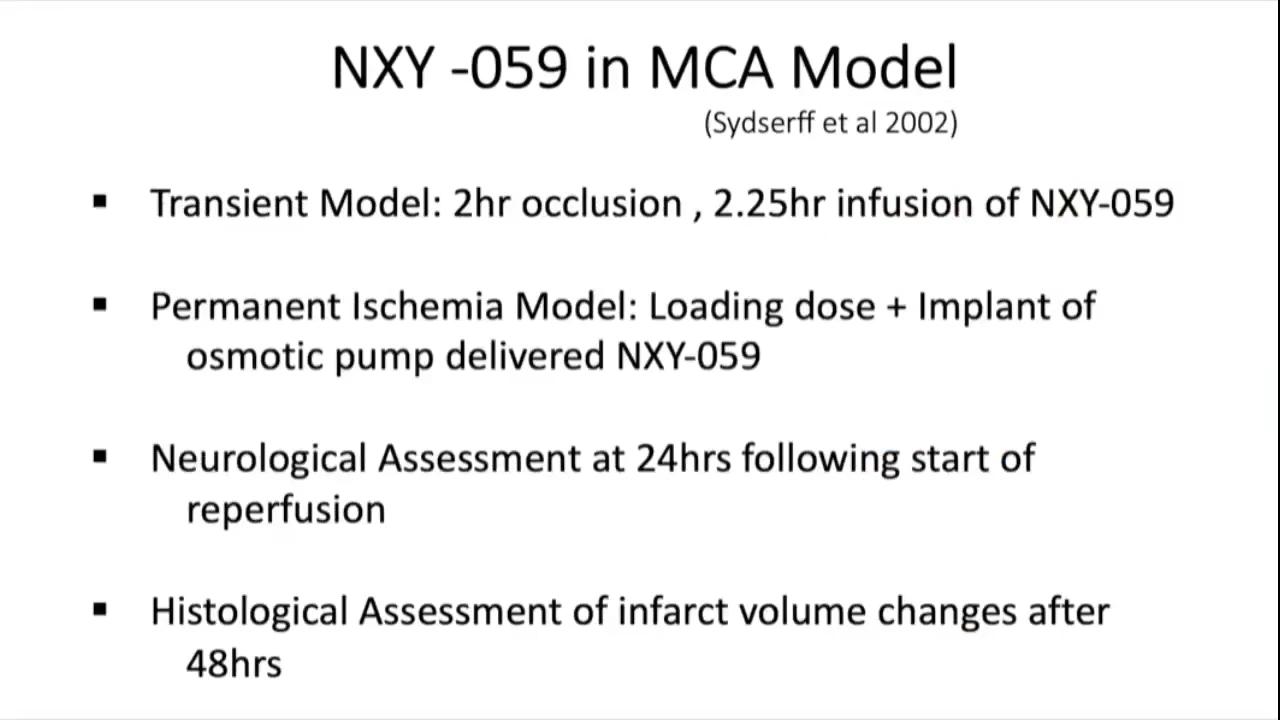 NXY -059 in MCA Model
(Sydserff et al 2002)
▪ Transient Model: 2hr occlusion , 2.25hr infusion of NXY-059
▪ Permanent Ischemia Model: Loading dose + Implant of
osmotic pump delivered NXY-059
▪ Neurological Assessment at 24hrs following start of
reperfusion
▪ Histological Assessment of infarct volume changes after
48hrs